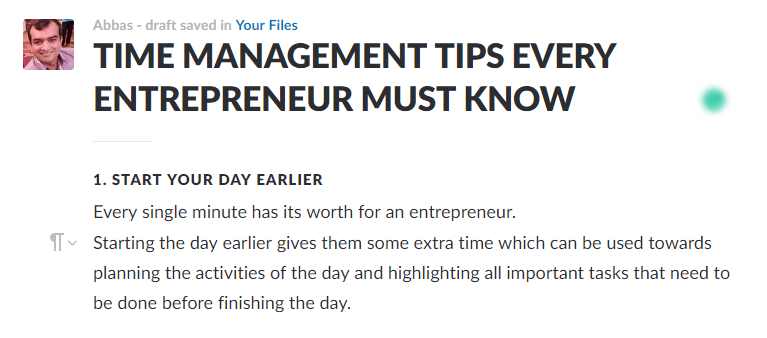 Abbas - draft saved in Your Files
TIME MANAGEMENT TIPS EVERY
ENTREPRENEUR MUST KNOW
1. START YOUR DAY EARLIER
Every single minute has its worth for an entrepreneur.
Starting the day earlier gives them some extra time which can be used towards
planning the activities of the day and highlighting all important tasks that need to
be done before finishing the day.